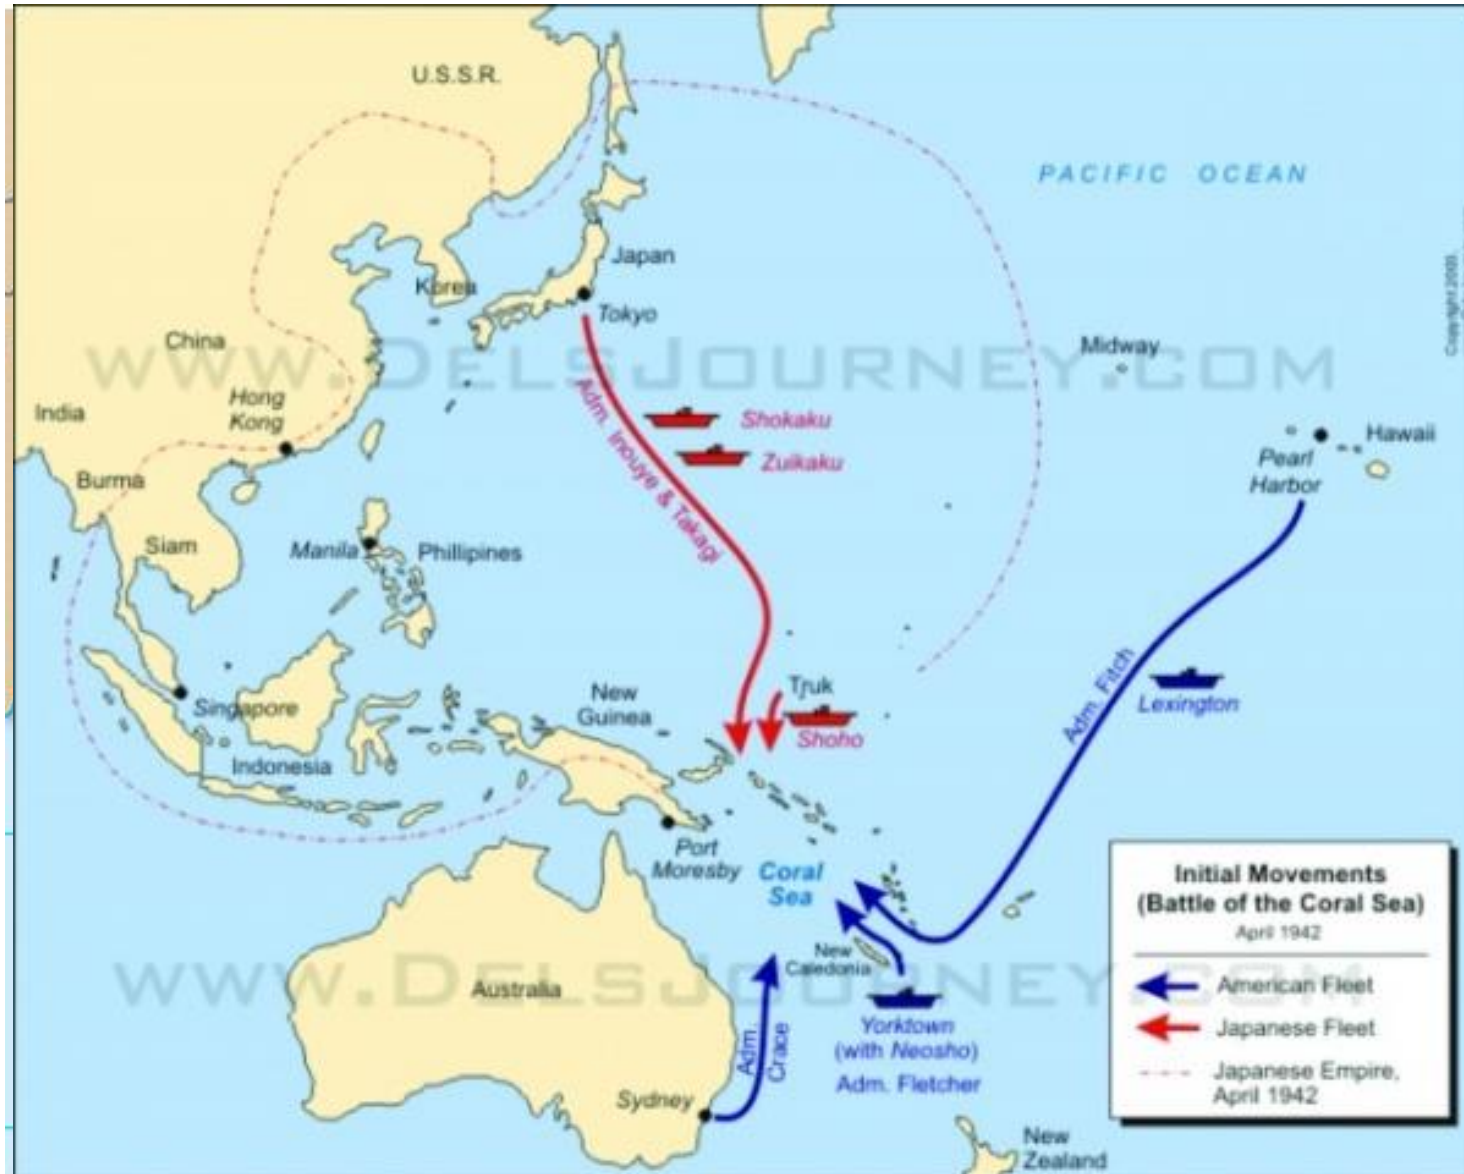 U.S.S.R.
PACIFIC OCEAN
Japan
Korea
Tokyo
China
www.DelsJourney.com
Midway
Copyright 2000,
Hong
Kong
India
Adm. Inouye & Takagi
Shokaku
Zuikaku
Hawaii
Pearl
Harbor
Burma
Siam
Manila
Phillipines
Adm. Fitch
Lexington
Truk
Shoho
New
Guinea
Singapore
Indonesia
Port
Moresby
Coral
Sea
New
Caledonia
www.DelsJourney.com
Australia
Yorktown
(with Neosho)
Adm. Fletcher
Adm.
Crace
Sydney
New
Zealand
Initial Movements
(Battle of the Coral Sea)
April 1942
American Fleet
Japanese Fleet
Japanese Empire,
April 1942